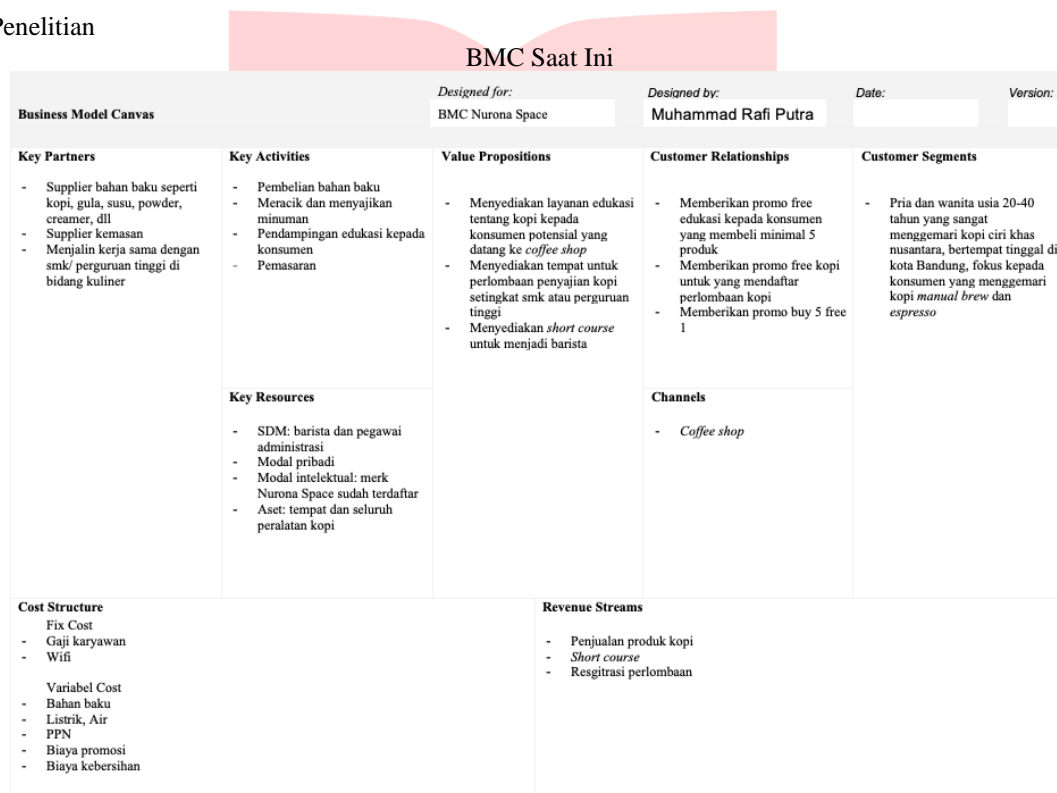 Penelitian
BMC Saat Ini
Business Model Canvas
Designed for:
BMC Nurona Space
Designed by:
Muhammad Rafi Putra
Date:
Version:
Key Partners
- Supplier bahan baku seperti
kopi, gula, susu, powder,
creamer, dll
- Supplier kemasan
- Menjalin kerja sama dengan
smk/ perguruan tinggi di
bidang kuliner
Key Activities
- Pembelian bahan baku
- Meracik dan menyajikan
minuman
- Pendampingan edukasi kepada
konsumen
- Pemasaran
Key Resources
- SDM: barista dan pegawai
administrasi
- Modal pribadi
- Modal intelektual: merk
Nurona Space sudah terdaftar
- Aset: tempat dan seluruh
peralatan kopi
Value Propositions
- Menyediakan layanan edukasi
tentang kopi kepada
konsumen potensial yang
datang ke coffee shop
- Menyediakan tempat untuk
perlombaan penyajian kopi
setingkat smk atau perguruan
tinggi
- Menyediakan short course
untuk menjadi barista
Customer Relationships
- Memberikan promo free
edukasi kepada konsumen
yang membeli minimal 5
produk
- Memberikan promo free kopi
untuk yang mendaftar
perlombaan kopi
- Memberikan promo buy 5 free
1
Channels
- Coffee shop
Customer Segments
- Pria dan wanita usia 20-40
tahun yang sangat
menggemari kopi ciri khas
nusantara, bertempat tinggal di
kota Bandung, fokus kepada
konsumen yang menggemari
kopi manual brew dan
espresso
Cost Structure
Fix Cost
- Gaji karyawan
- Wifi
Variabel Cost
- Bahan baku
- Listrik, Air
- PPN
- Biaya promosi
- Biaya kebersihan
Revenue Streams
- Penjualan produk kopi
- Short course
- Resgitrasi perlombaan